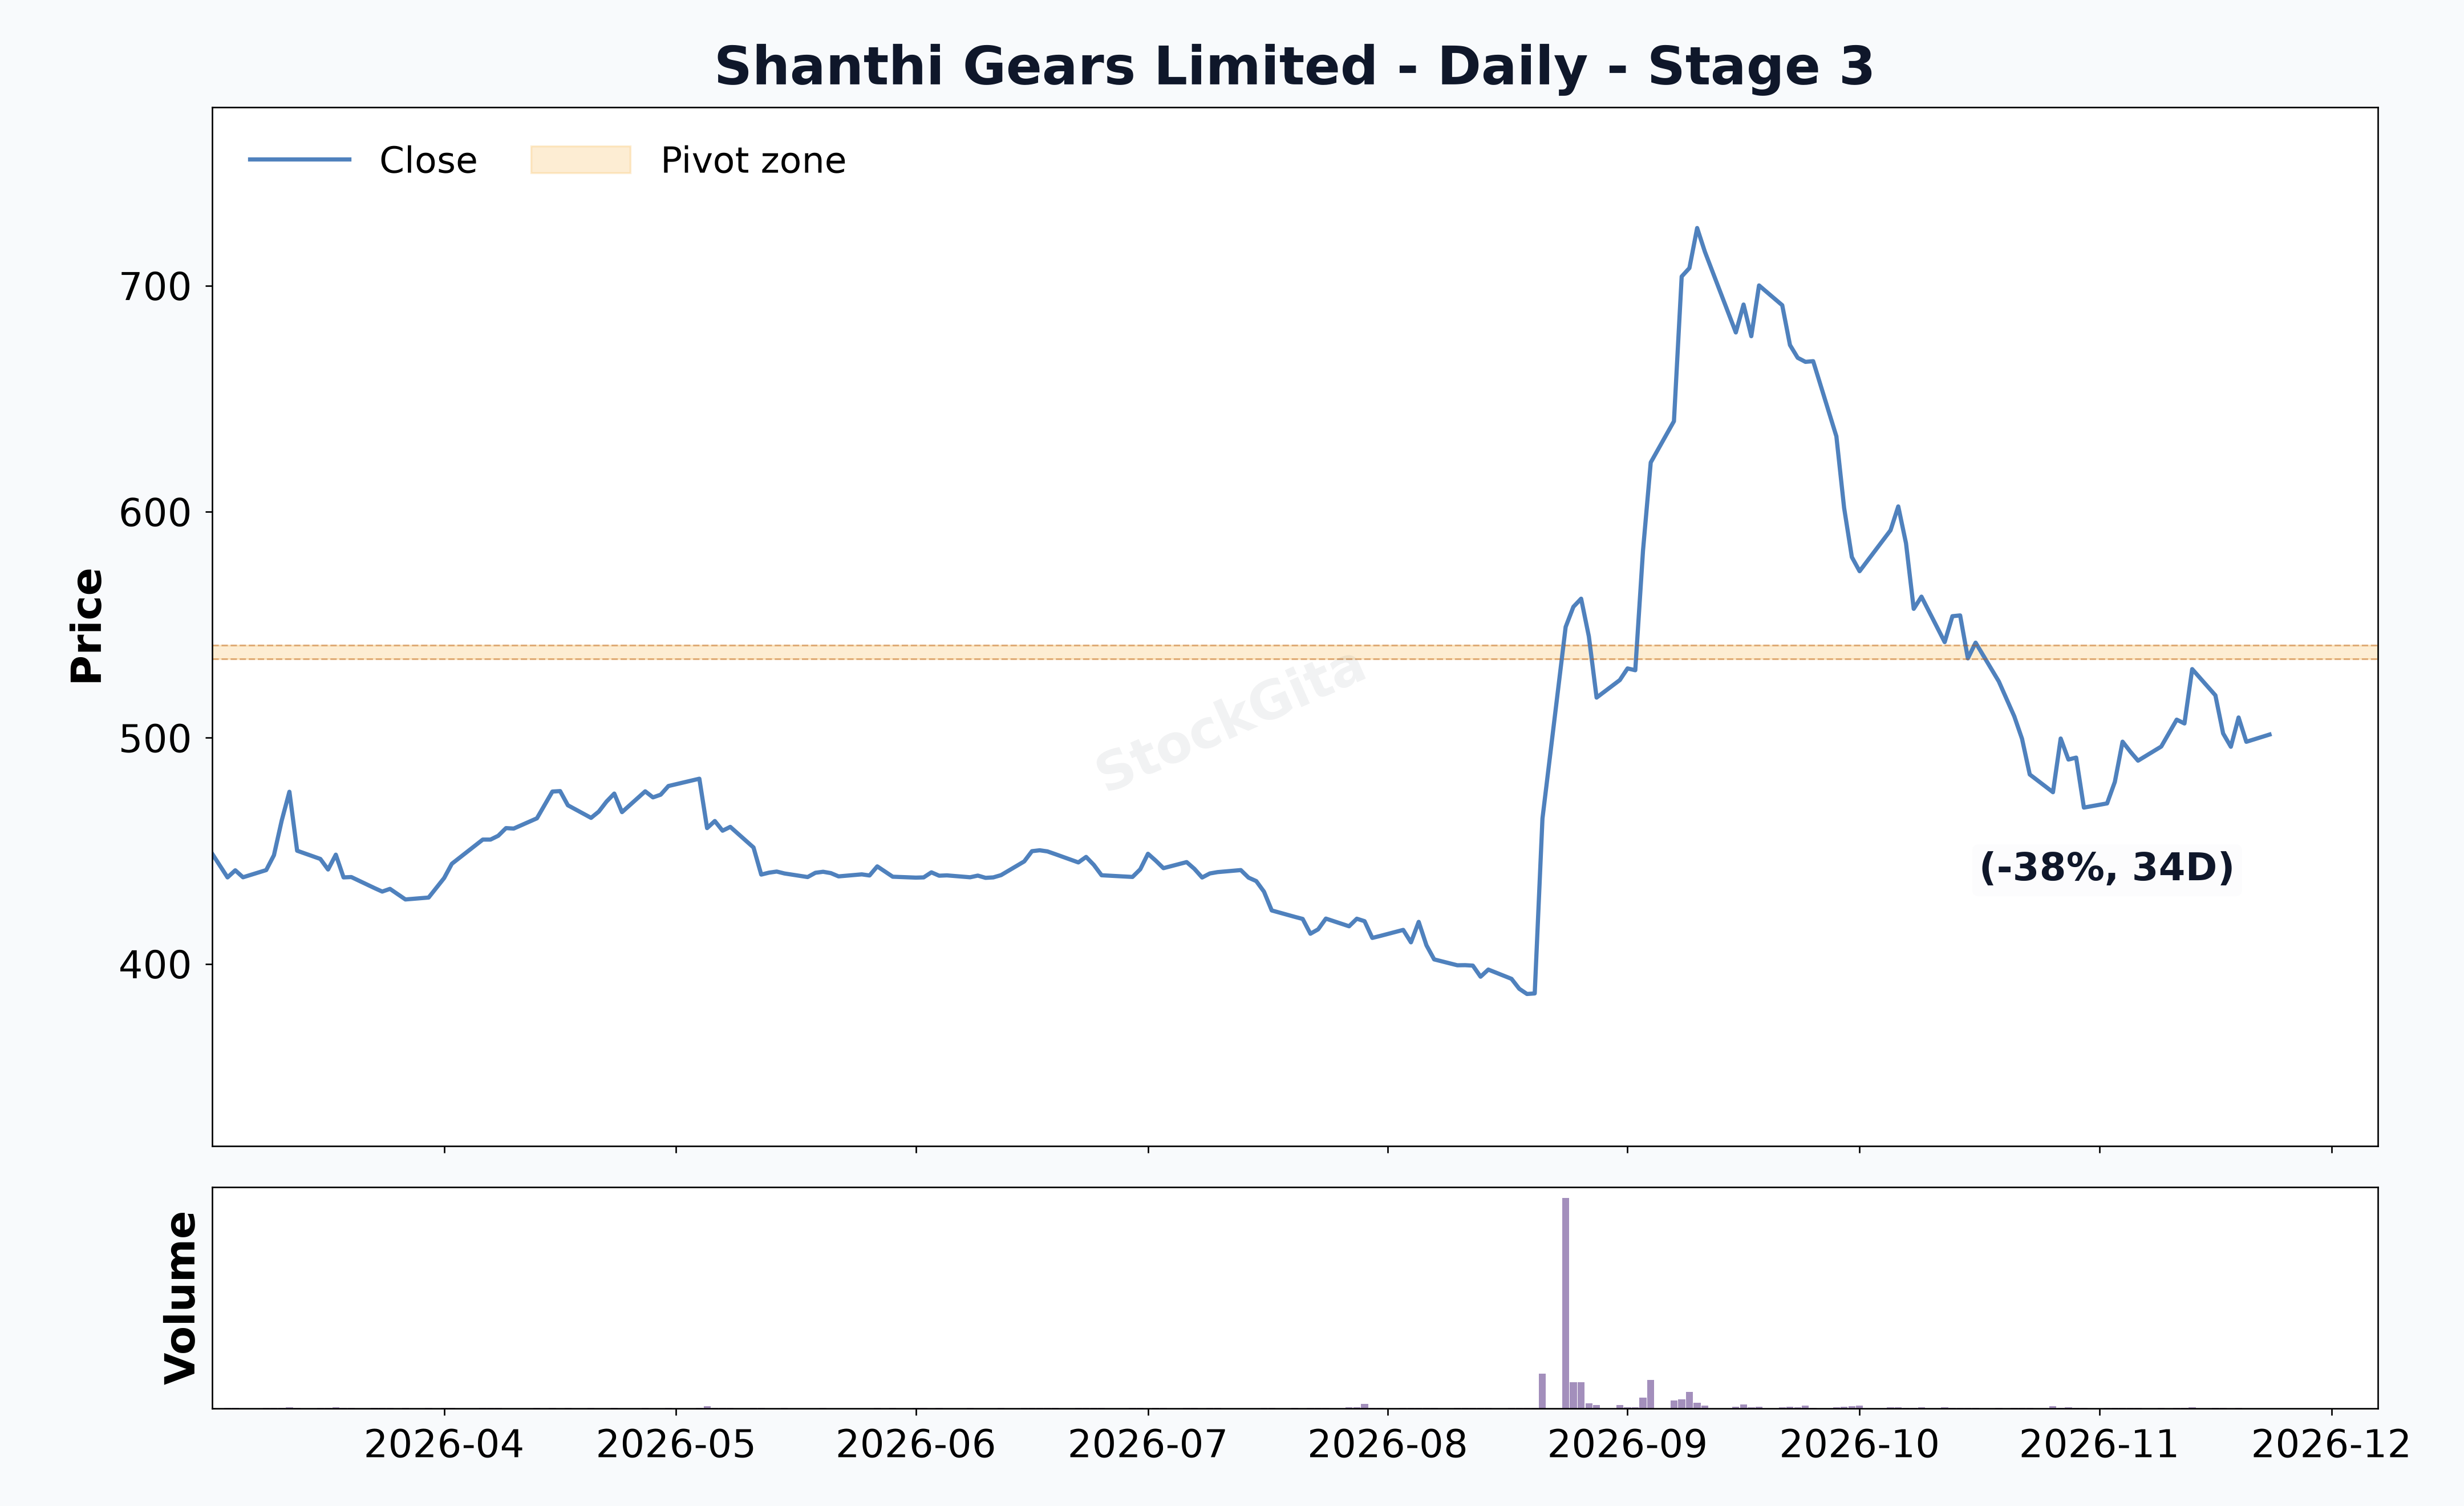 Shanthi Gears Limited - Daily - Stage 3
Close
Pivot zone
700
600
500
400
Price
StockGita
(-38%, 34D)
Volume
2026-04
2026-05
2026-06
2026-07
2026-08
2026-09
2026-10
2026-11
2026-12